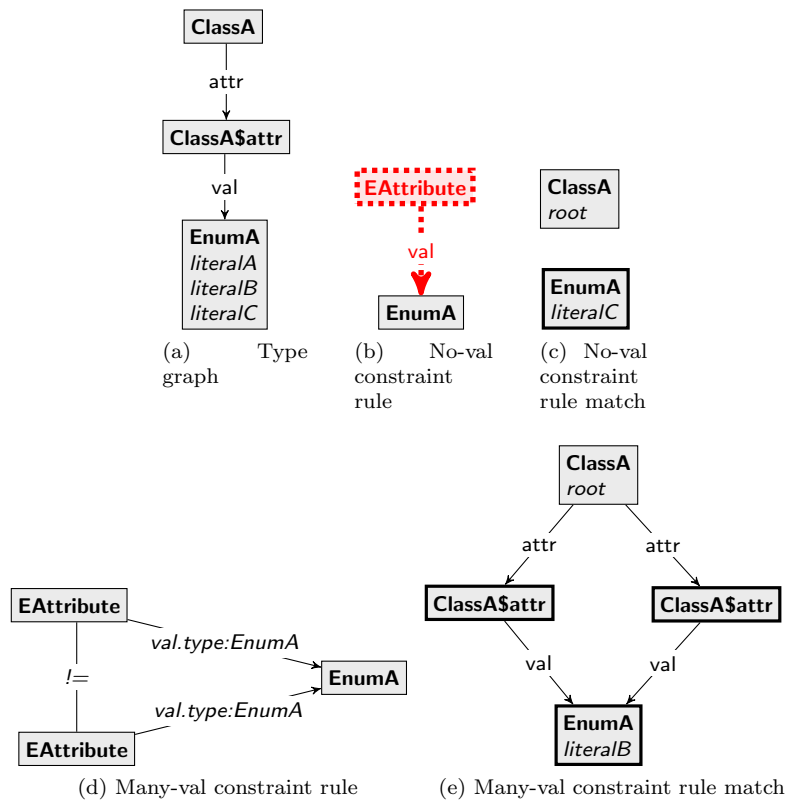 ClassA
attr
ClassA$attr
val
EnumA
literalA
literalB
literalC
(a) Type
graph
EAttribute
val
EnumA
(b) No-val
constraint
rule
ClassA
root
EnumA
literalC
(c) No-val
constraint
rule match
EAttribute
val.type:EnumA
!=
EnumA
val.type:EnumA
EAttribute
(d) Many-val constraint rule
ClassA
root
attr
attr
ClassA$attr
ClassA$attr
val
val
EnumA
literalB
(e) Many-val constraint rule match